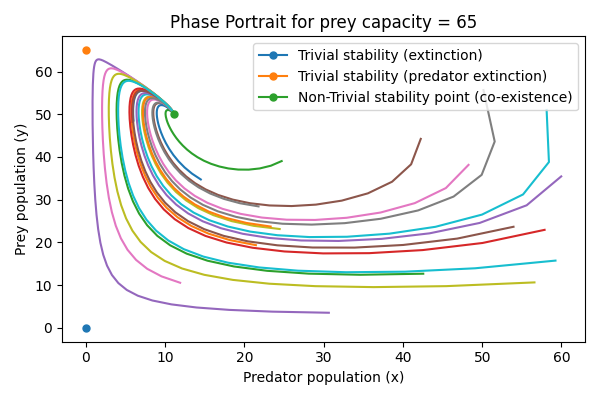 Phase Portrait for prey capacity = 65
Trivial stability (extinction)
Trivial stability (predator extinction)
Non-Trivial stability point (co-existence)
Prey population (y)
60
50
40
30
20
10
0
0 10 20 30 40 50 60
Predator population (x)